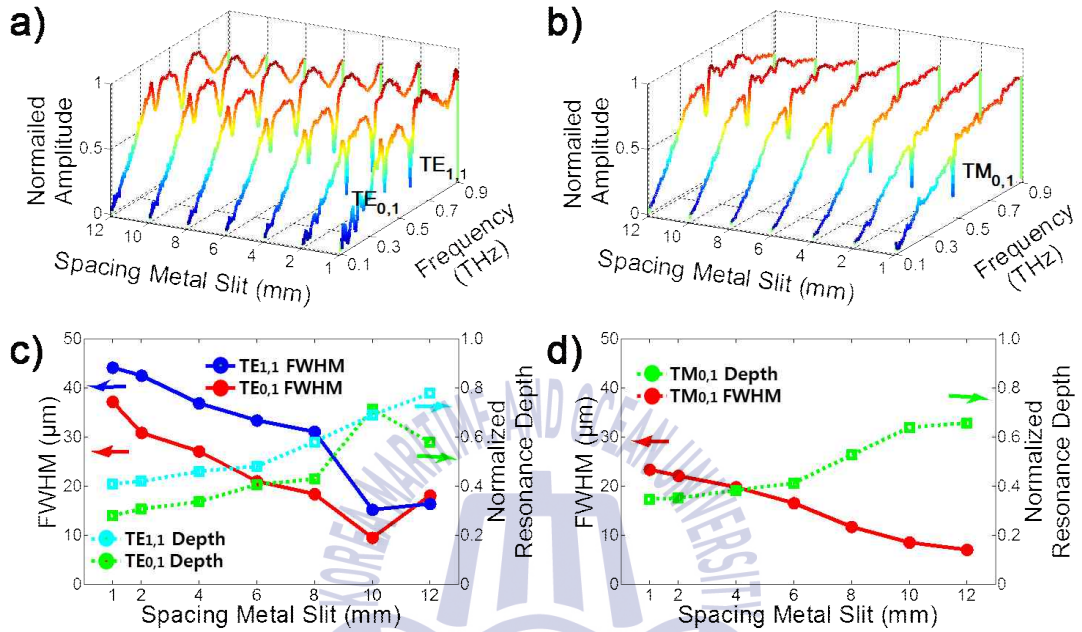 a)
Normailed
Amplitude
1
0.5
0
12
10
8
6
4
2
1
Spacing Metal Slit (mm)
0.1
0.3
0.5
0.7
0.9
Frequency
(THz)
TE0,1
TE1,1
b)
Normailed
Amplitude
1
0.5
0
12
10
8
6
4
2
1
Spacing Metal Slit (mm)
0.1
0.3
0.5
0.7
0.9
Frequency
(THz)
TM0,1
c)
FWHM (μm)
50
40
30
20
10
0
TE1,1 FWHM
TE0,1 FWHM
TE1,1 Depth
TE0,1 Depth
1.0
0.8
0.6
0.4
0.2
0.0
Normalized
Resonance Depth
1 2 4 6 8 10 12
Spacing Metal Slit (mm)
d)
FWHM (μm)
50
40
30
20
10
0
TM0,1 Depth
TM0,1 FWHM
1.0
0.8
0.6
0.4
0.2
0.0
Normalized
Resonance Depth
1 2 4 6 8 10 12
Spacing Metal Slit (mm)
KOREA MARITIME AND OCEAN UNIVERSITY